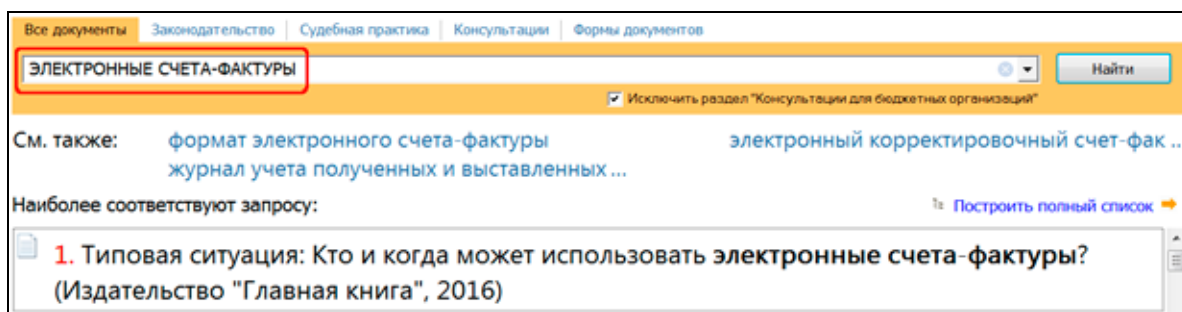 Все документы Законодательство Судебная практика Консультации Формы документов
ЭЛЕКТРОННЫЕ СЧЕТА-ФАКТУРЫ Найти
Исключить раздел "Консультации для бюджетных организаций"
См. также: формат электронного счета-фактуры электронный корректировочный счет-фак ..
журнал учета полученных и выставленных ...
Наиболее соответствуют запросу: Построить полный список
1. Типовая ситуация: Кто и когда может использовать электронные счета-фактуры?
(Издательство "Главная книга", 2016)